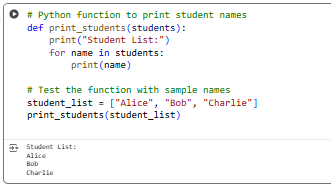 # Python function to print student names
def print_students(students):
    print("Student List:")
    for name in students:
        print(name)

# Test the function with sample names
student_list = ["Alice", "Bob", "Charlie"]
print_students(student_list)
Student List:
Alice
Bob
Charlie